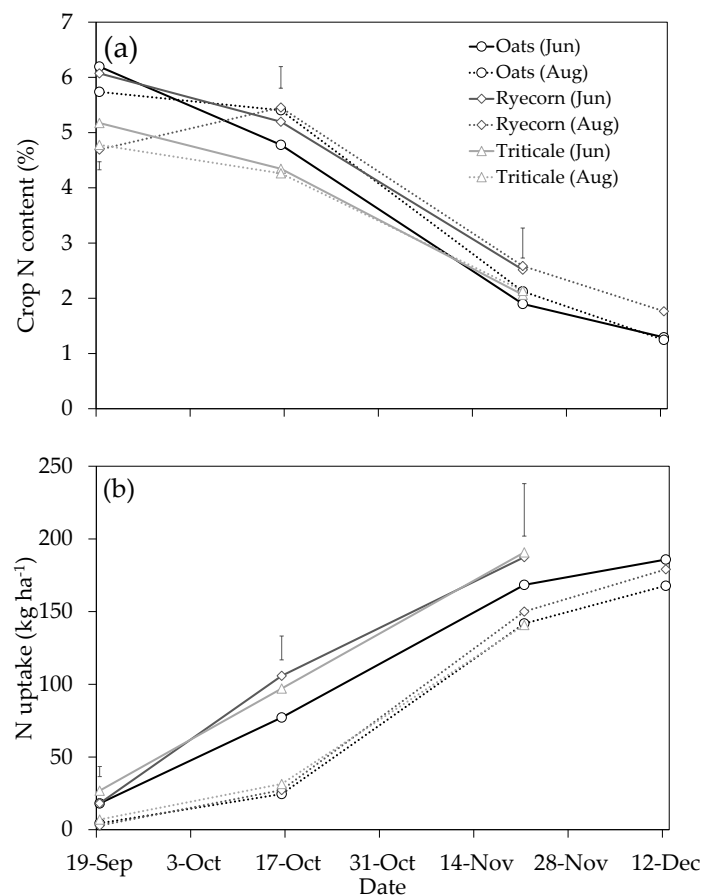 7
6
5
4
3
2
1
0
Crop N content (%)
(a)
Oats (Jun)
Oats (Aug)
Ryecorn (Jun)
Ryecorn (Aug)
Triticale (Jun)
Triticale (Aug)
250
200
150
100
50
0
N uptake (kg ha-1)
(b)
19-Sep 3-Oct 17-Oct 31-Oct 14-Nov 28-Nov 12-Dec
Date